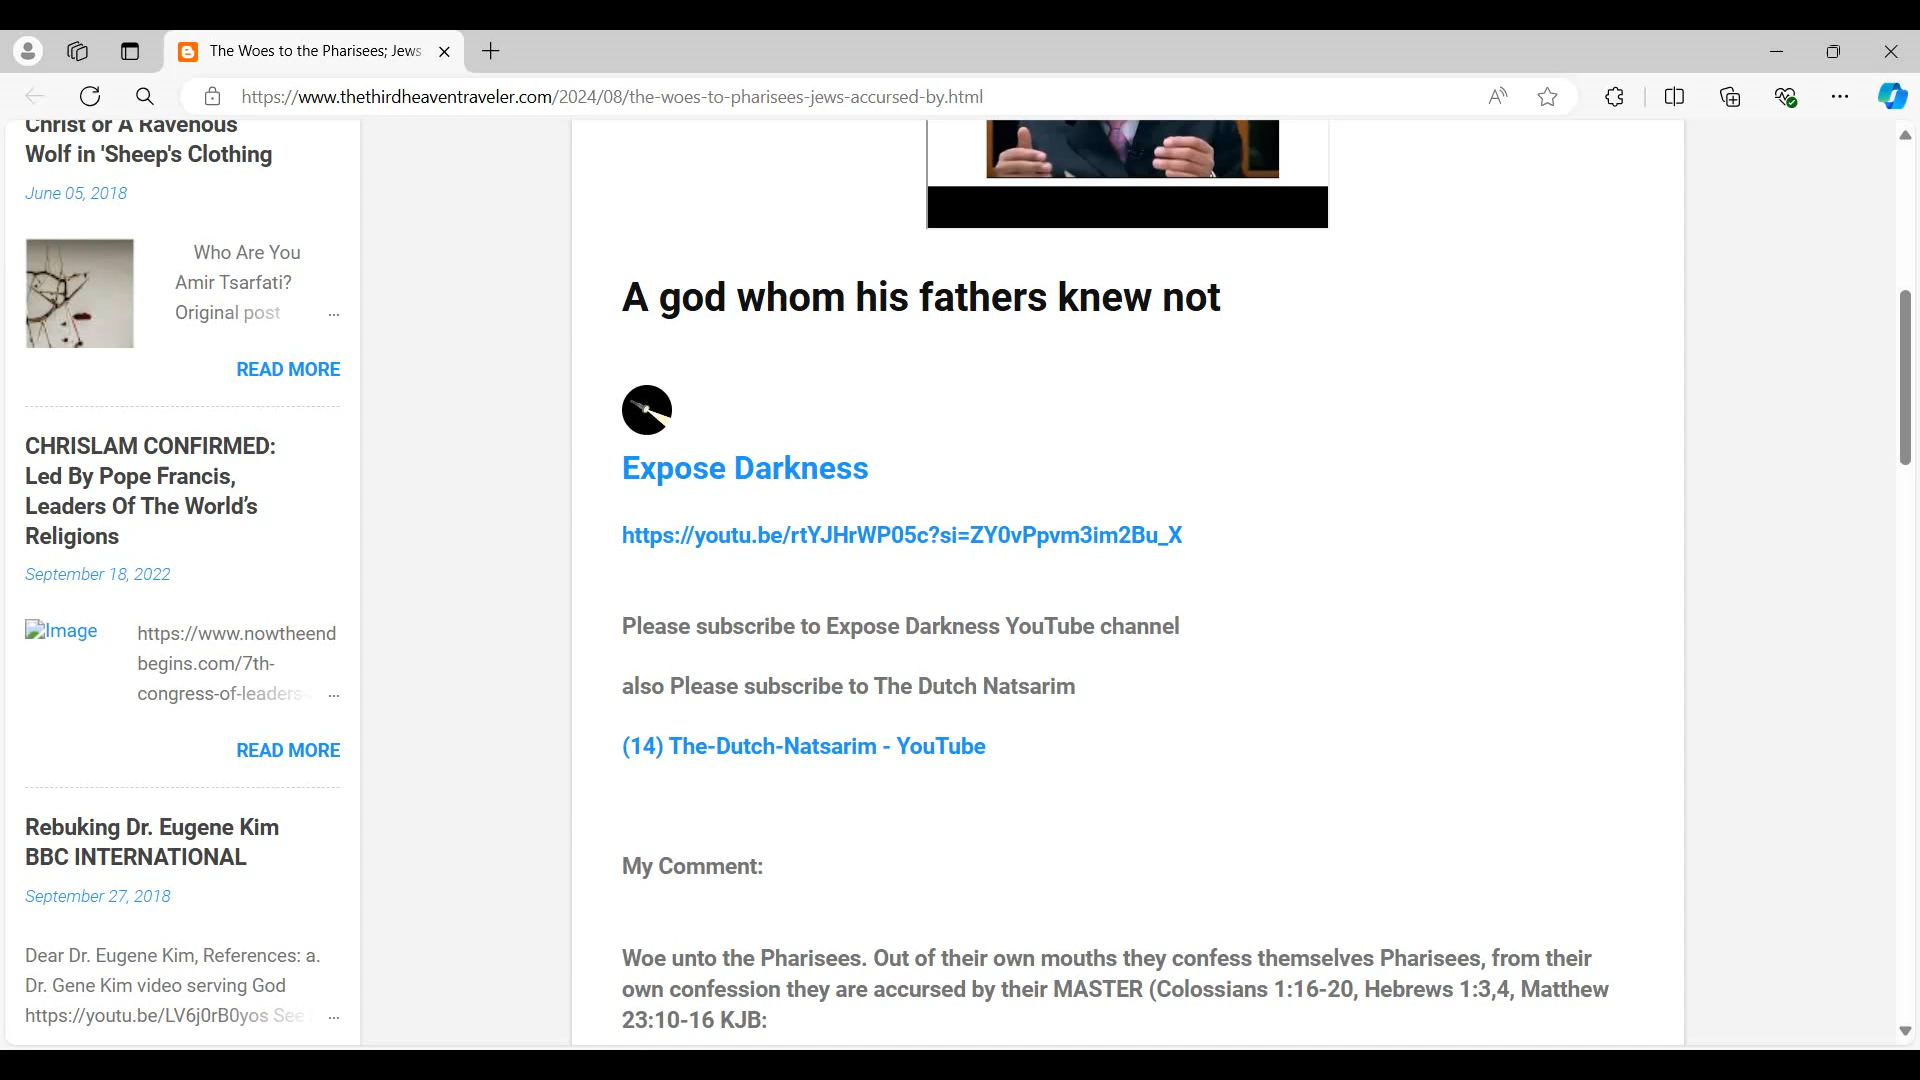 The Woes to the Pharisees; Jews
https://www.thethirdheaventraveler.com/2024/08/the-woes-to-pharisees-jews-accursed-by.html
Christ or A Ravenous
Wolf in 'Sheep's Clothing
June 05, 2018
Who Are You
Amir Tsarfati?
Original post ...
READ MORE
CHRISLAM CONFIRMED:
Led By Pope Francis,
Leaders Of The World’s
Religions
September 18, 2022
Image
https://www.nowtheend
begins.com/7th-
congress-of-leaders- ...
READ MORE
Rebuking Dr. Eugene Kim
BBC INTERNATIONAL
September 27, 2018
Dear Dr. Eugene Kim, References: a.
Dr. Gene Kim video serving God
https://youtu.be/LV6j0rB0yos See ...
A god whom his fathers knew not
Expose Darkness
https://youtu.be/rtYJHrWP05c?si=ZY0vPpvm3im2Bu_X
Please subscribe to Expose Darkness YouTube channel
also Please subscribe to The Dutch Natsarim
(14) The-Dutch-Natsarim - YouTube
My Comment:
Woe unto the Pharisees. Out of their own mouths they confess themselves Pharisees, from their
own confession they are accursed by their MASTER (Colossians 1:16-20, Hebrews 1:3,4, Matthew
23:10-16 KJB: